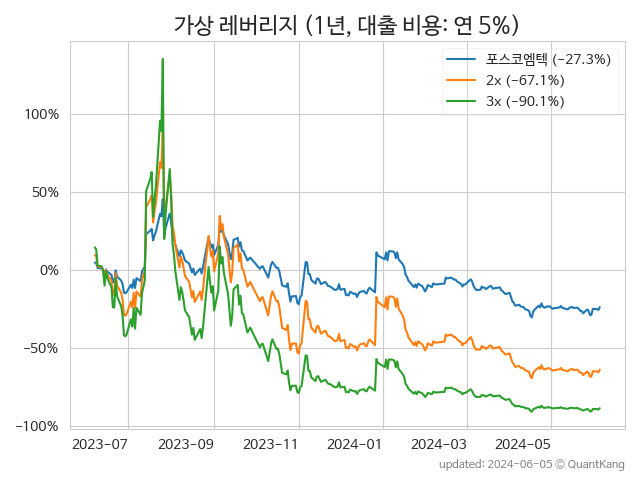 가상 레버리지 (1년, 대출 비용: 연 5%)
포스코엠텍 (-27.3%)
2x (-67.1%)
3x (-90.1%)
100%
50%
0%
-50%
-100%
2023-07 2023-09 2023-11 2024-01 2024-03 2024-05
updated: 2024-06-05 © QuantKang